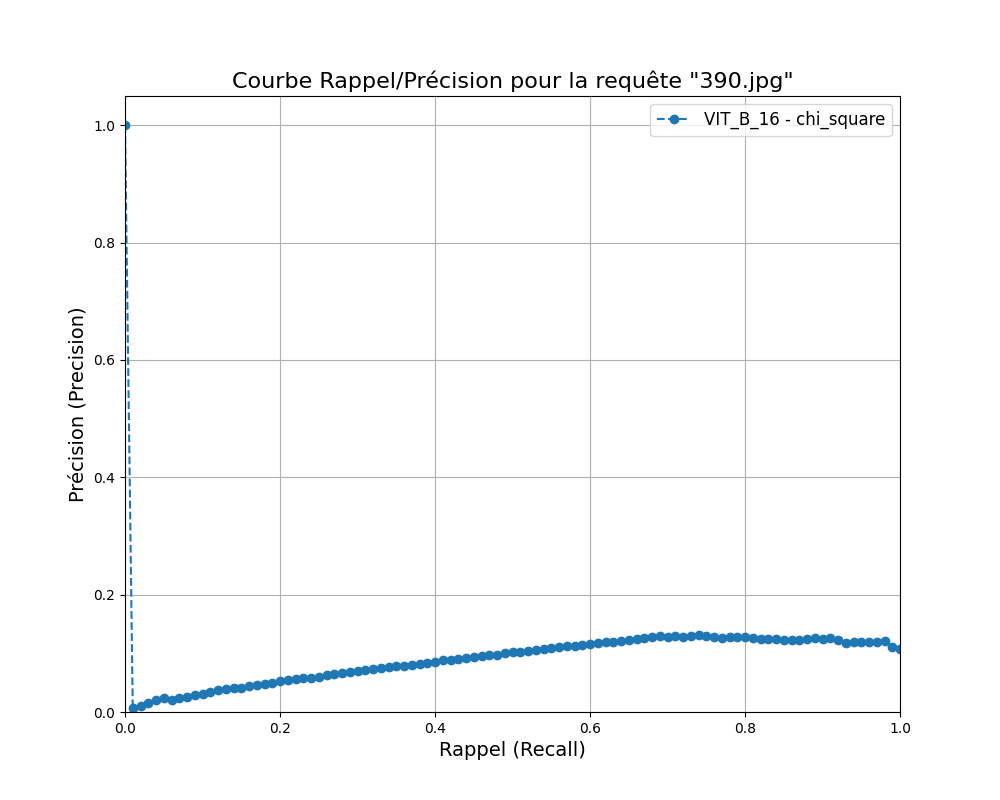 Courbe Rappel/Précision pour la requête "390.jpg"
VIT_B_16 - chi_square
Précision (Precision)
1.0
0.8
0.6
0.4
0.2
0.0
0.0 0.2 0.4 0.6 0.8 1.0
Rappel (Recall)